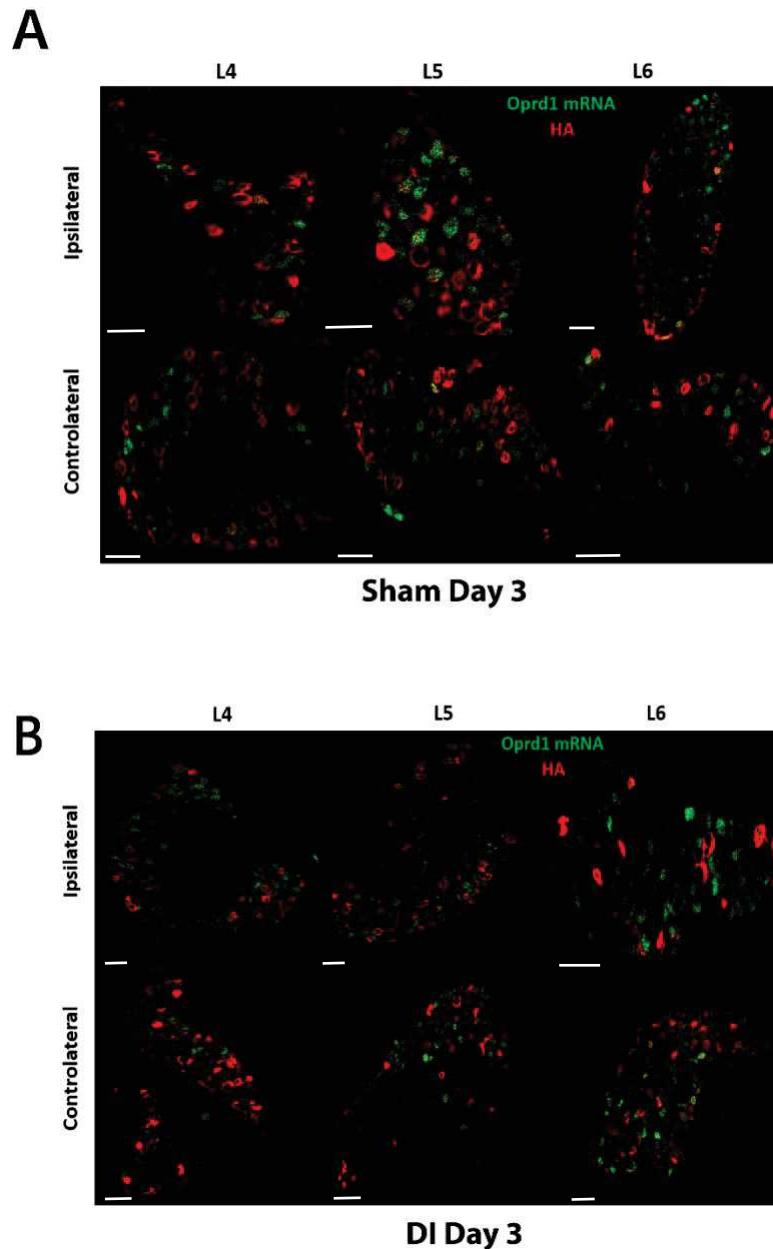 A
L4 L5 L6
Oprd1 mRNA
HA
Ipsilateral
Controlateral
Sham Day 3
B
L4 L5 L6
Oprd1 mRNA
HA
Ipsilateral
Controlateral
DI Day 3